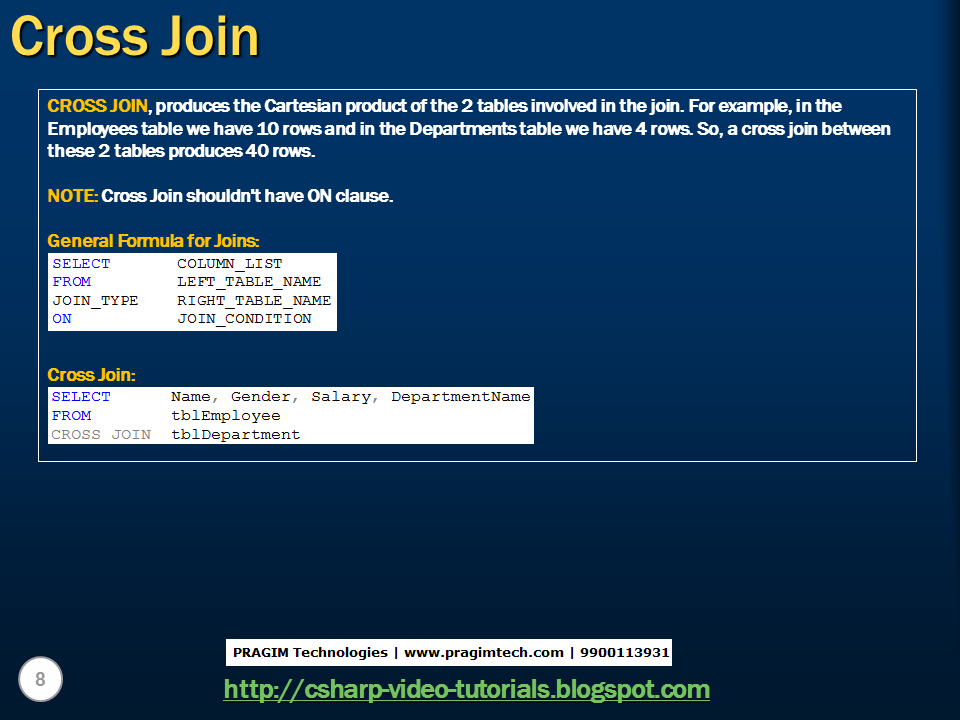 Cross Join
CROSS JOIN, produces the Cartesian product of the 2 tables involved in the join. For example, in the
Employees table we have 10 rows and in the Departments table we have 4 rows. So, a cross join between
these 2 tables produces 40 rows.
NOTE: Cross Join shouldn't have ON clause.
General Formula for Joins:
SELECT COLUMN_LIST
FROM LEFT_TABLE_NAME
JOIN_TYPE RIGHT_TABLE_NAME
ON JOIN_CONDITION
Cross Join:
SELECT Name, Gender, Salary, DepartmentName
FROM tblEmployee
CROSS JOIN tblDepartment
PRAGIM Technologies | www.pragimtech.com | 9900113931
8
http://csharp-video-tutorials.blogspot.com